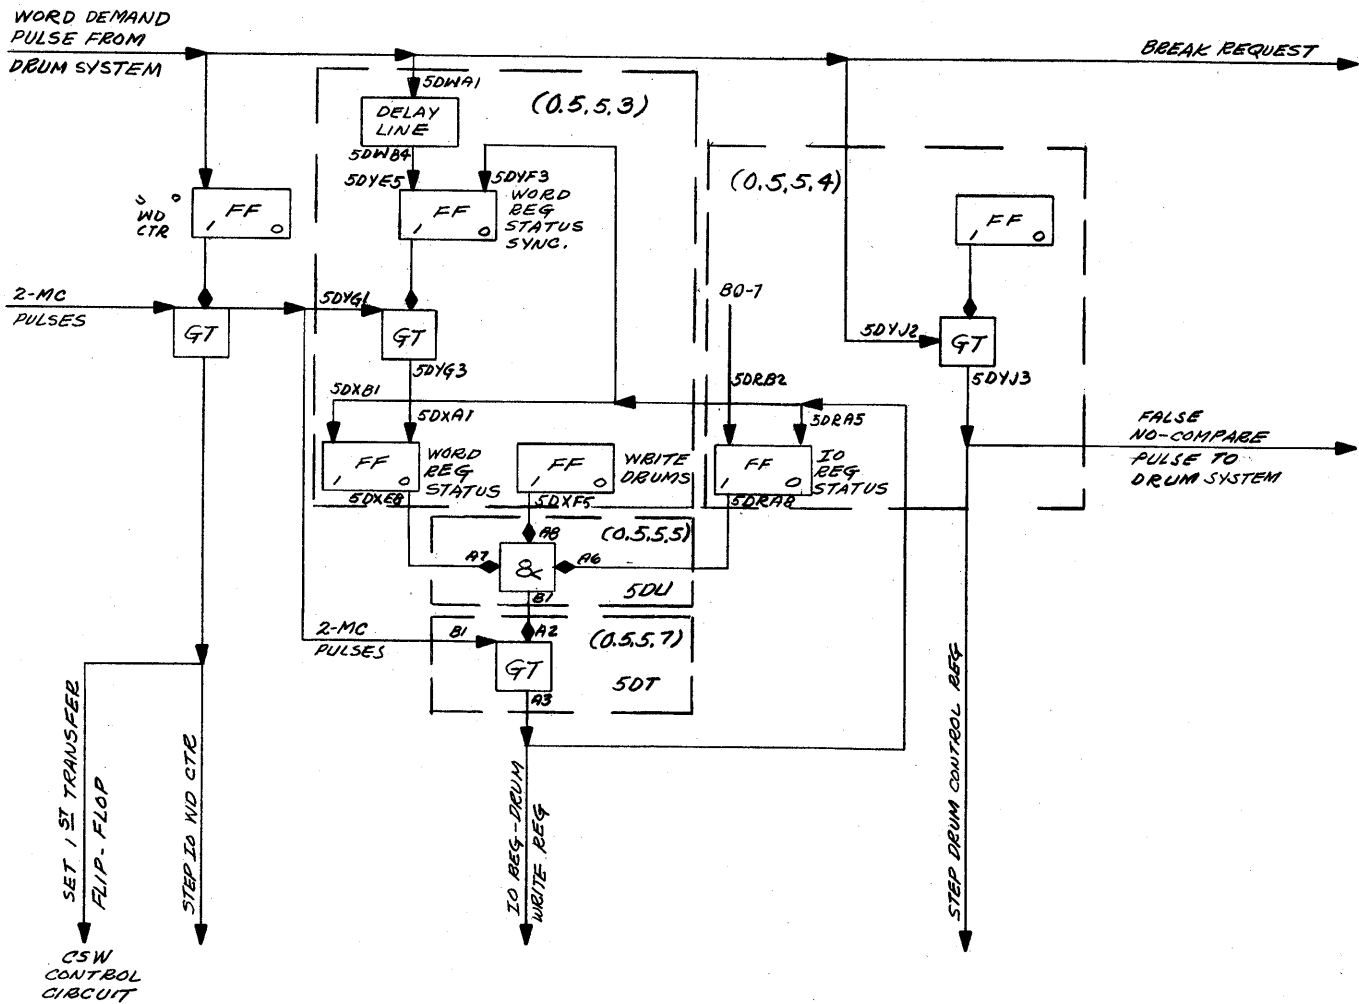 WORD DEMAND
PULSE FROM
DRUM SYSTEM
BREAK REQUEST
5DWA1
(0.5.5.3)
DELAY
LINE
5DWB4
5DYE5
5DYF3
(0.5.5.4)
"WD
CTR"
FF
1 0
FF
1 0
WORD
REG
STATUS
SYNC.
FF
1 0
2-MC
PULSES
5DYG1
BO-7
GT
GT
5DYJ2
GT
5DYG3
5DYJ3
5DXB1
5DXA1
5DRB2
5DRA5
FF
1 0
WORD
REG
STATUS
FF
1 0
WRITE
DRUMS
FF
1 0
IO
REG
STATUS
FALSE
NO-COMPARE
PULSE TO
DRUM SYSTEM
5DXE8
5DXF5
5DRA8
A8
(0.5.5.5)
A7
&
A6
B1
5DU
2-MC
PULSES
B1
A2
(0.5.5.7)
GT
5DT
A3
SET 1ST TRANSFER
FLIP-FLOP
STEP IO WD CTR
IO REG-DRUM
WRITE REG
STEP DRUM CONTROL REG
CSW
CONTROL
CIRCUIT